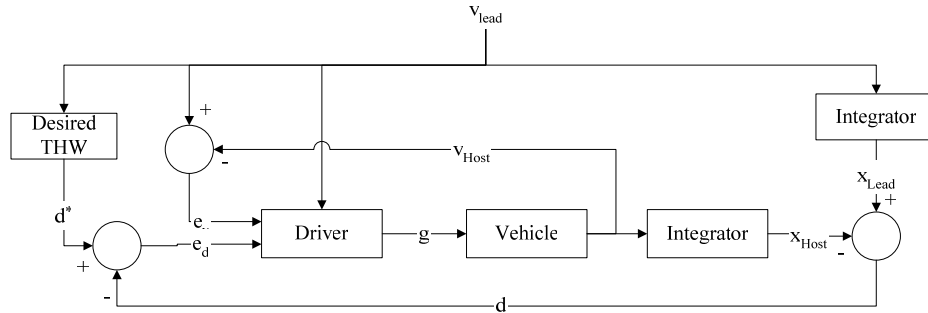 v_lead
+
Desired
THW
Integrator
-
v_Host
x_Lead
+
d*
e
Driver
g
Vehicle
Integrator
x_Host
-
+
e_d
-
d